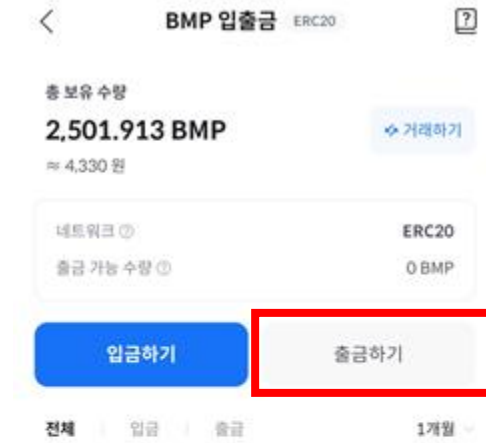 BMP 입출금 ERC20
총 보유 수량
2,501.913 BMP
거래하기
≈ 4,330 원
네트워크 ERC20
출금 가능 수량 0 BMP
입금하기 출금하기
전체 입금 출금 1개월